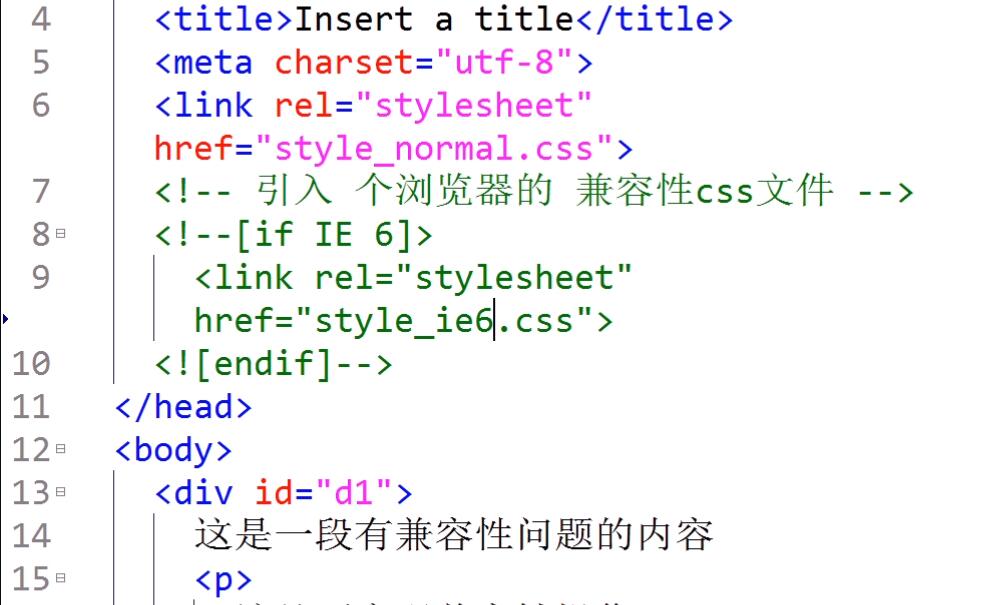 4 <title>Insert a title</title>
5 <meta charset="utf-8">
6 <link rel="stylesheet"
href="style_normal.css">
7 <!-- 引入 个浏览器的 兼容性css文件 -->
8 <!--[if IE 6]>
9 <link rel="stylesheet"
href="style_ie6.css">
10 <![endif]-->
11 </head>
12 <body>
13 <div id="d1">
14 这是一段有兼容性问题的内容
15 <p>